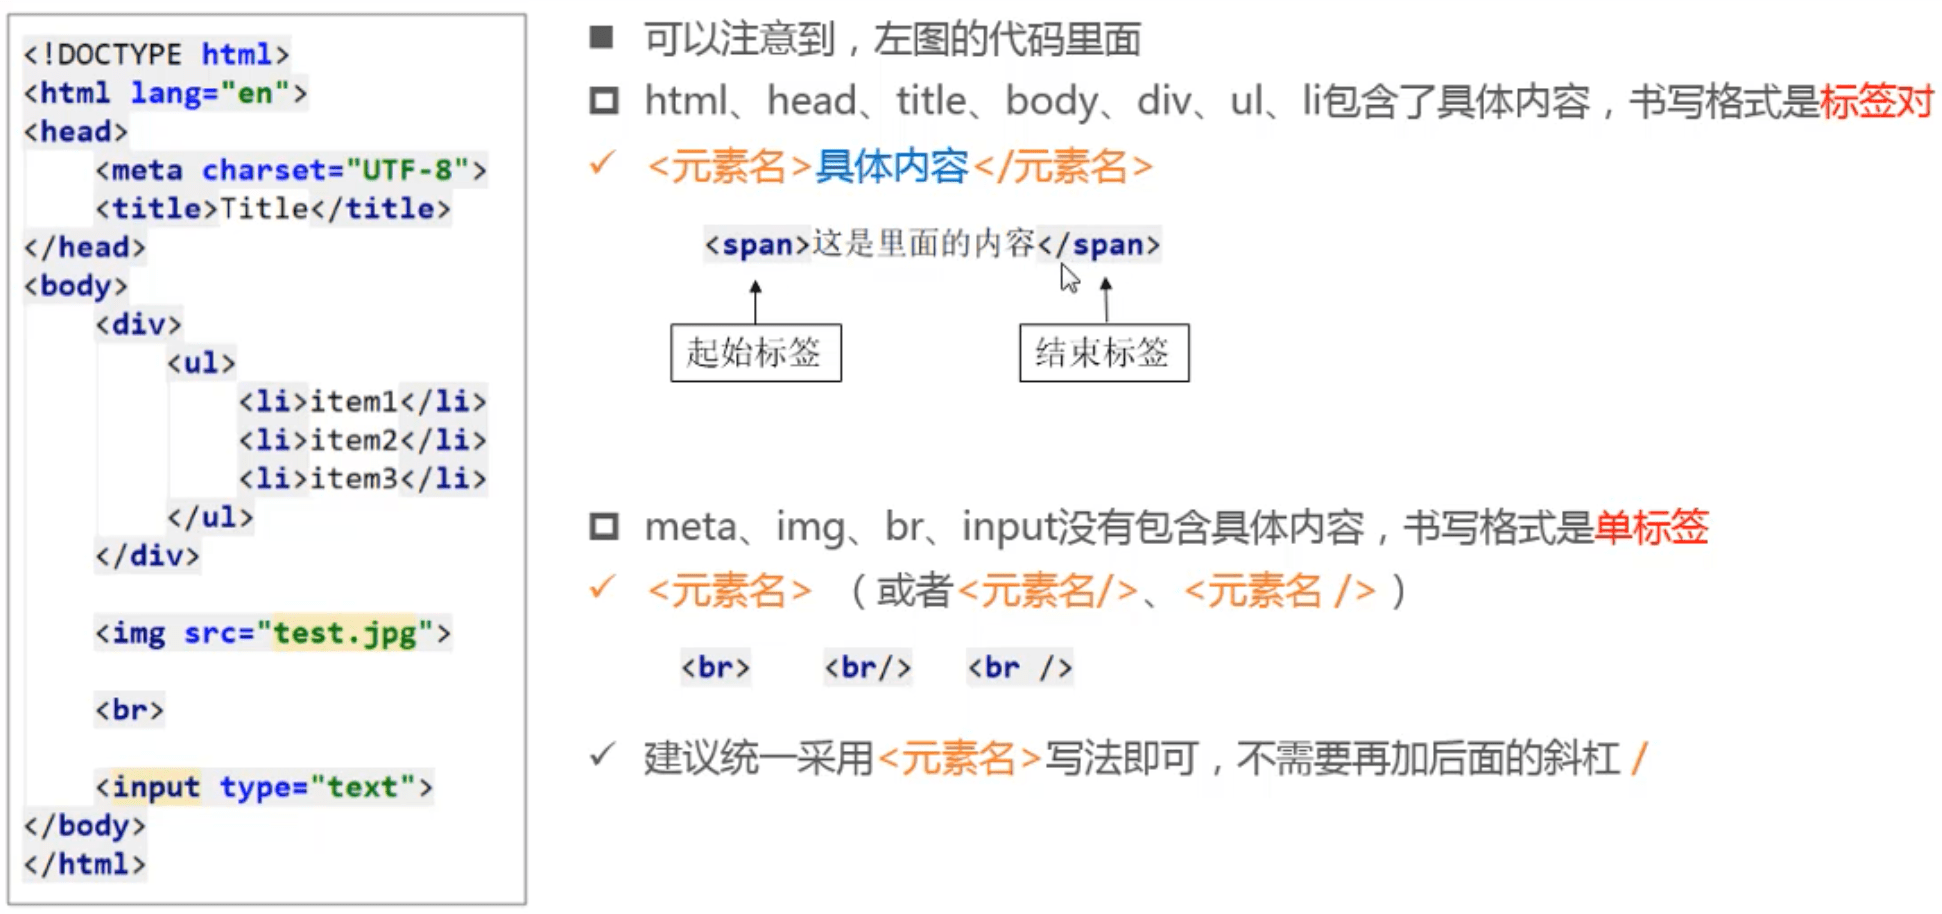 <!DOCTYPE html>
<html lang="en">
<head>
<meta charset="UTF-8">
<title>Title</title>
</head>
<body>
<div>
<ul>
<li>item1</li>
<li>item2</li>
<li>item3</li>
</ul>
</div>
<img src="test.jpg">
<br>
<input type="text">
</body>
</html>
可以注意到，左图的代码里面
html、head、title、body、div、ul、li包含了具体内容，书写格式是标签对
<元素名>具体内容</元素名>
<span>这是里面的内容</span>
起始标签 结束标签
meta、img、br、input没有包含具体内容，书写格式是单标签
<元素名>（或者<元素名/>、<元素名 />）
<br> <br/> <br />
建议统一采用<元素名>写法即可，不需要再加后面的斜杠 /